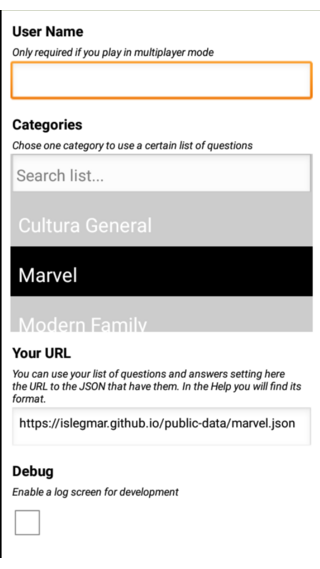 User Name
Only required if you play in multiplayer mode
Categories
Chose one category to use a certain list of questions
Search list...
Cultura General
Marvel
Modern Family
Your URL
You can use your list of questions and answers setting here
the URL to the JSON that have them. In the Help you will find its
format.
https://islegmar.github.io/public-data/marvel.json
Debug
Enable a log screen for development